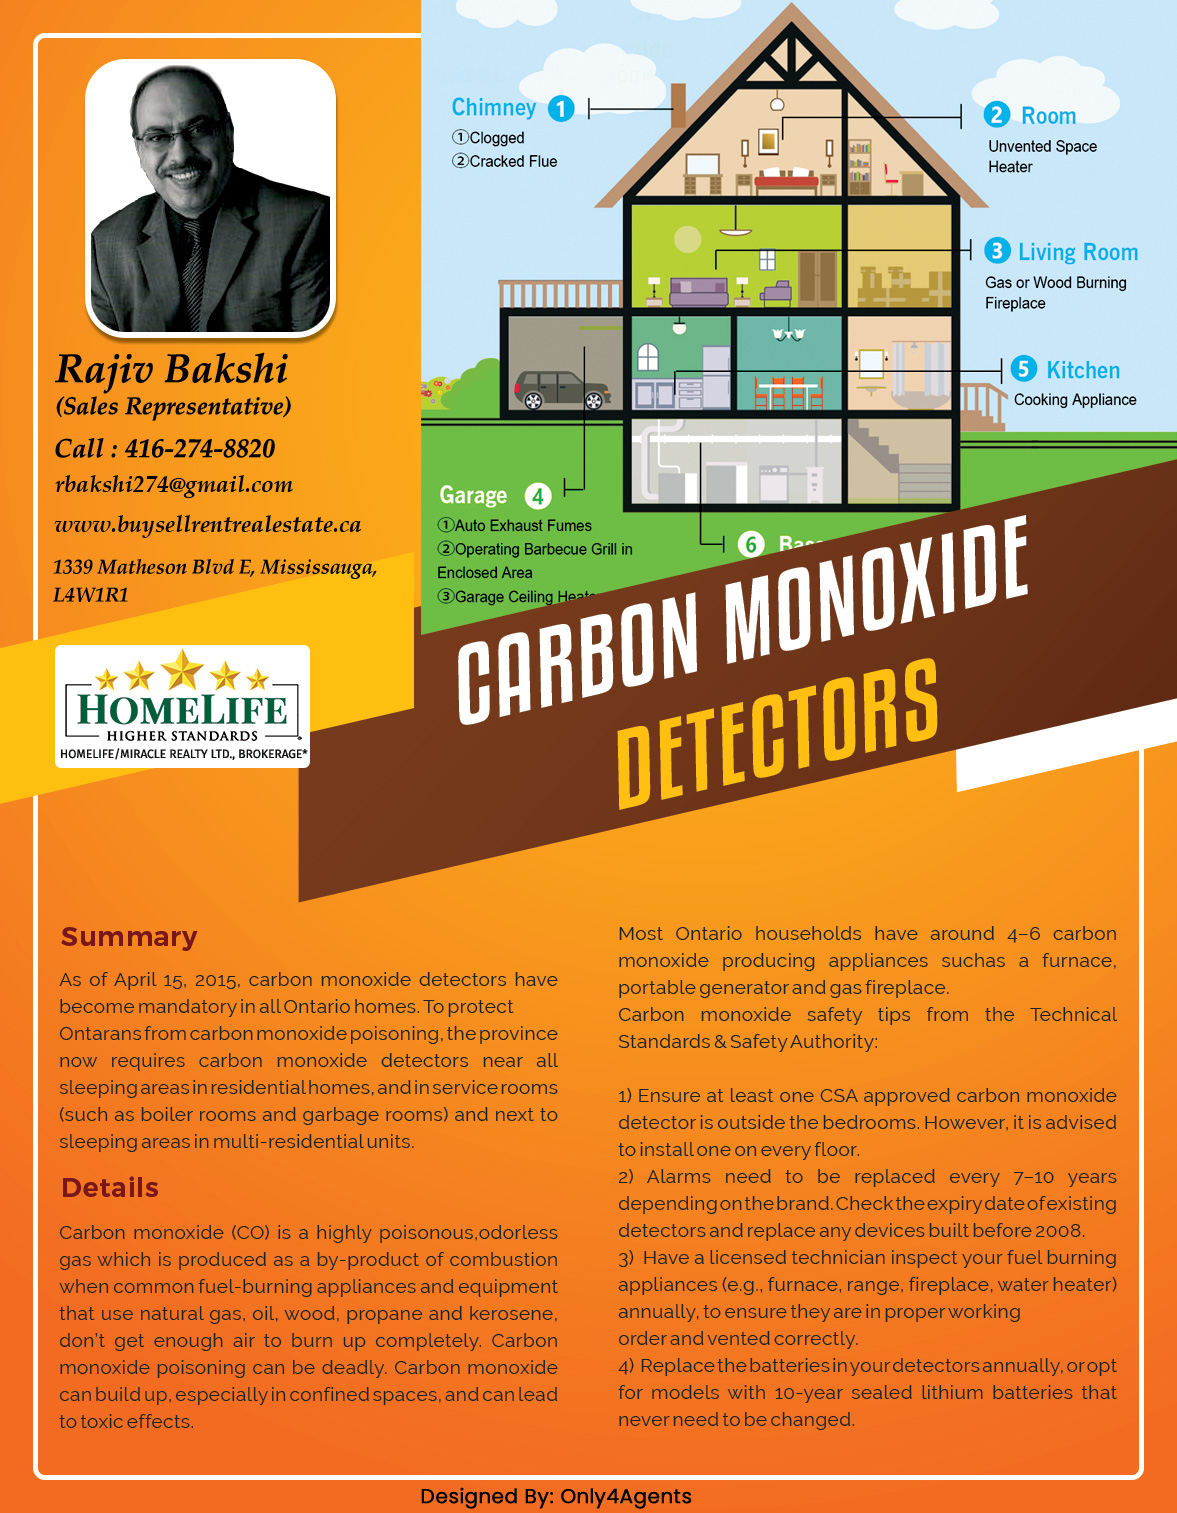 Chimney 1
①Clogged
②Cracked Flue
2 Room
Unvented Space
Heater
3 Living Room
Gas or Wood Burning
Fireplace
5 Kitchen
Cooking Appliance
Garage 4
①Auto Exhaust Fumes
②Operating Barbecue Grill in
Enclosed Area
③Garage Ceiling
6
Rajiv Bakshi
(Sales Representative)
Call : 416-274-8820
rbakshi274@gmail.com
www.buysellrentrealestate.ca
1339 Matheson Blvd E, Mississauga,
L4W1R1
HOMELIFE
HIGHER STANDARDS
HOMELIFE/MIRACLE REALTY LTD., BROKERAGE*
CARBON MONOXIDE
DETECTORS
Summary
As of April 15, 2015, carbon monoxide detectors have
become mandatory in all Ontario homes. To protect
Ontarans from carbon monoxide poisoning, the province
now requires carbon monoxide detectors near all
sleeping areas in residential homes, and in service rooms
(such as boiler rooms and garbage rooms) and next to
sleeping areas in multi-residential units.
Details
Carbon monoxide (CO) is a highly poisonous,odorless
gas which is produced as a by-product of combustion
when common fuel-burning appliances and equipment
that use natural gas, oil, wood, propane and kerosene,
don't get enough air to burn up completely. Carbon
monoxide poisoning can be deadly. Carbon monoxide
can build up, especially in confined spaces, and can lead
to toxic effects.
Most Ontario households have around 4–6 carbon
monoxide producing appliances suchas a furnace,
portable generator and gas fireplace.
Carbon monoxide safety tips from the Technical
Standards & Safety Authority:
1) Ensure at least one CSA approved carbon monoxide
detector is outside the bedrooms. However, it is advised
to install one on every floor.
2) Alarms need to be replaced every 7–10 years
depending on the brand. Check the expiry date of existing
detectors and replace any devices built before 2008.
3) Have a licensed technician inspect your fuel burning
appliances (e.g., furnace, range, fireplace, water heater)
annually, to ensure they are in proper working
order and vented correctly.
4) Replace the batteries in your detectors annually, or opt
for models with 10-year sealed lithium batteries that
never need to be changed.
Designed By: Only4Agents